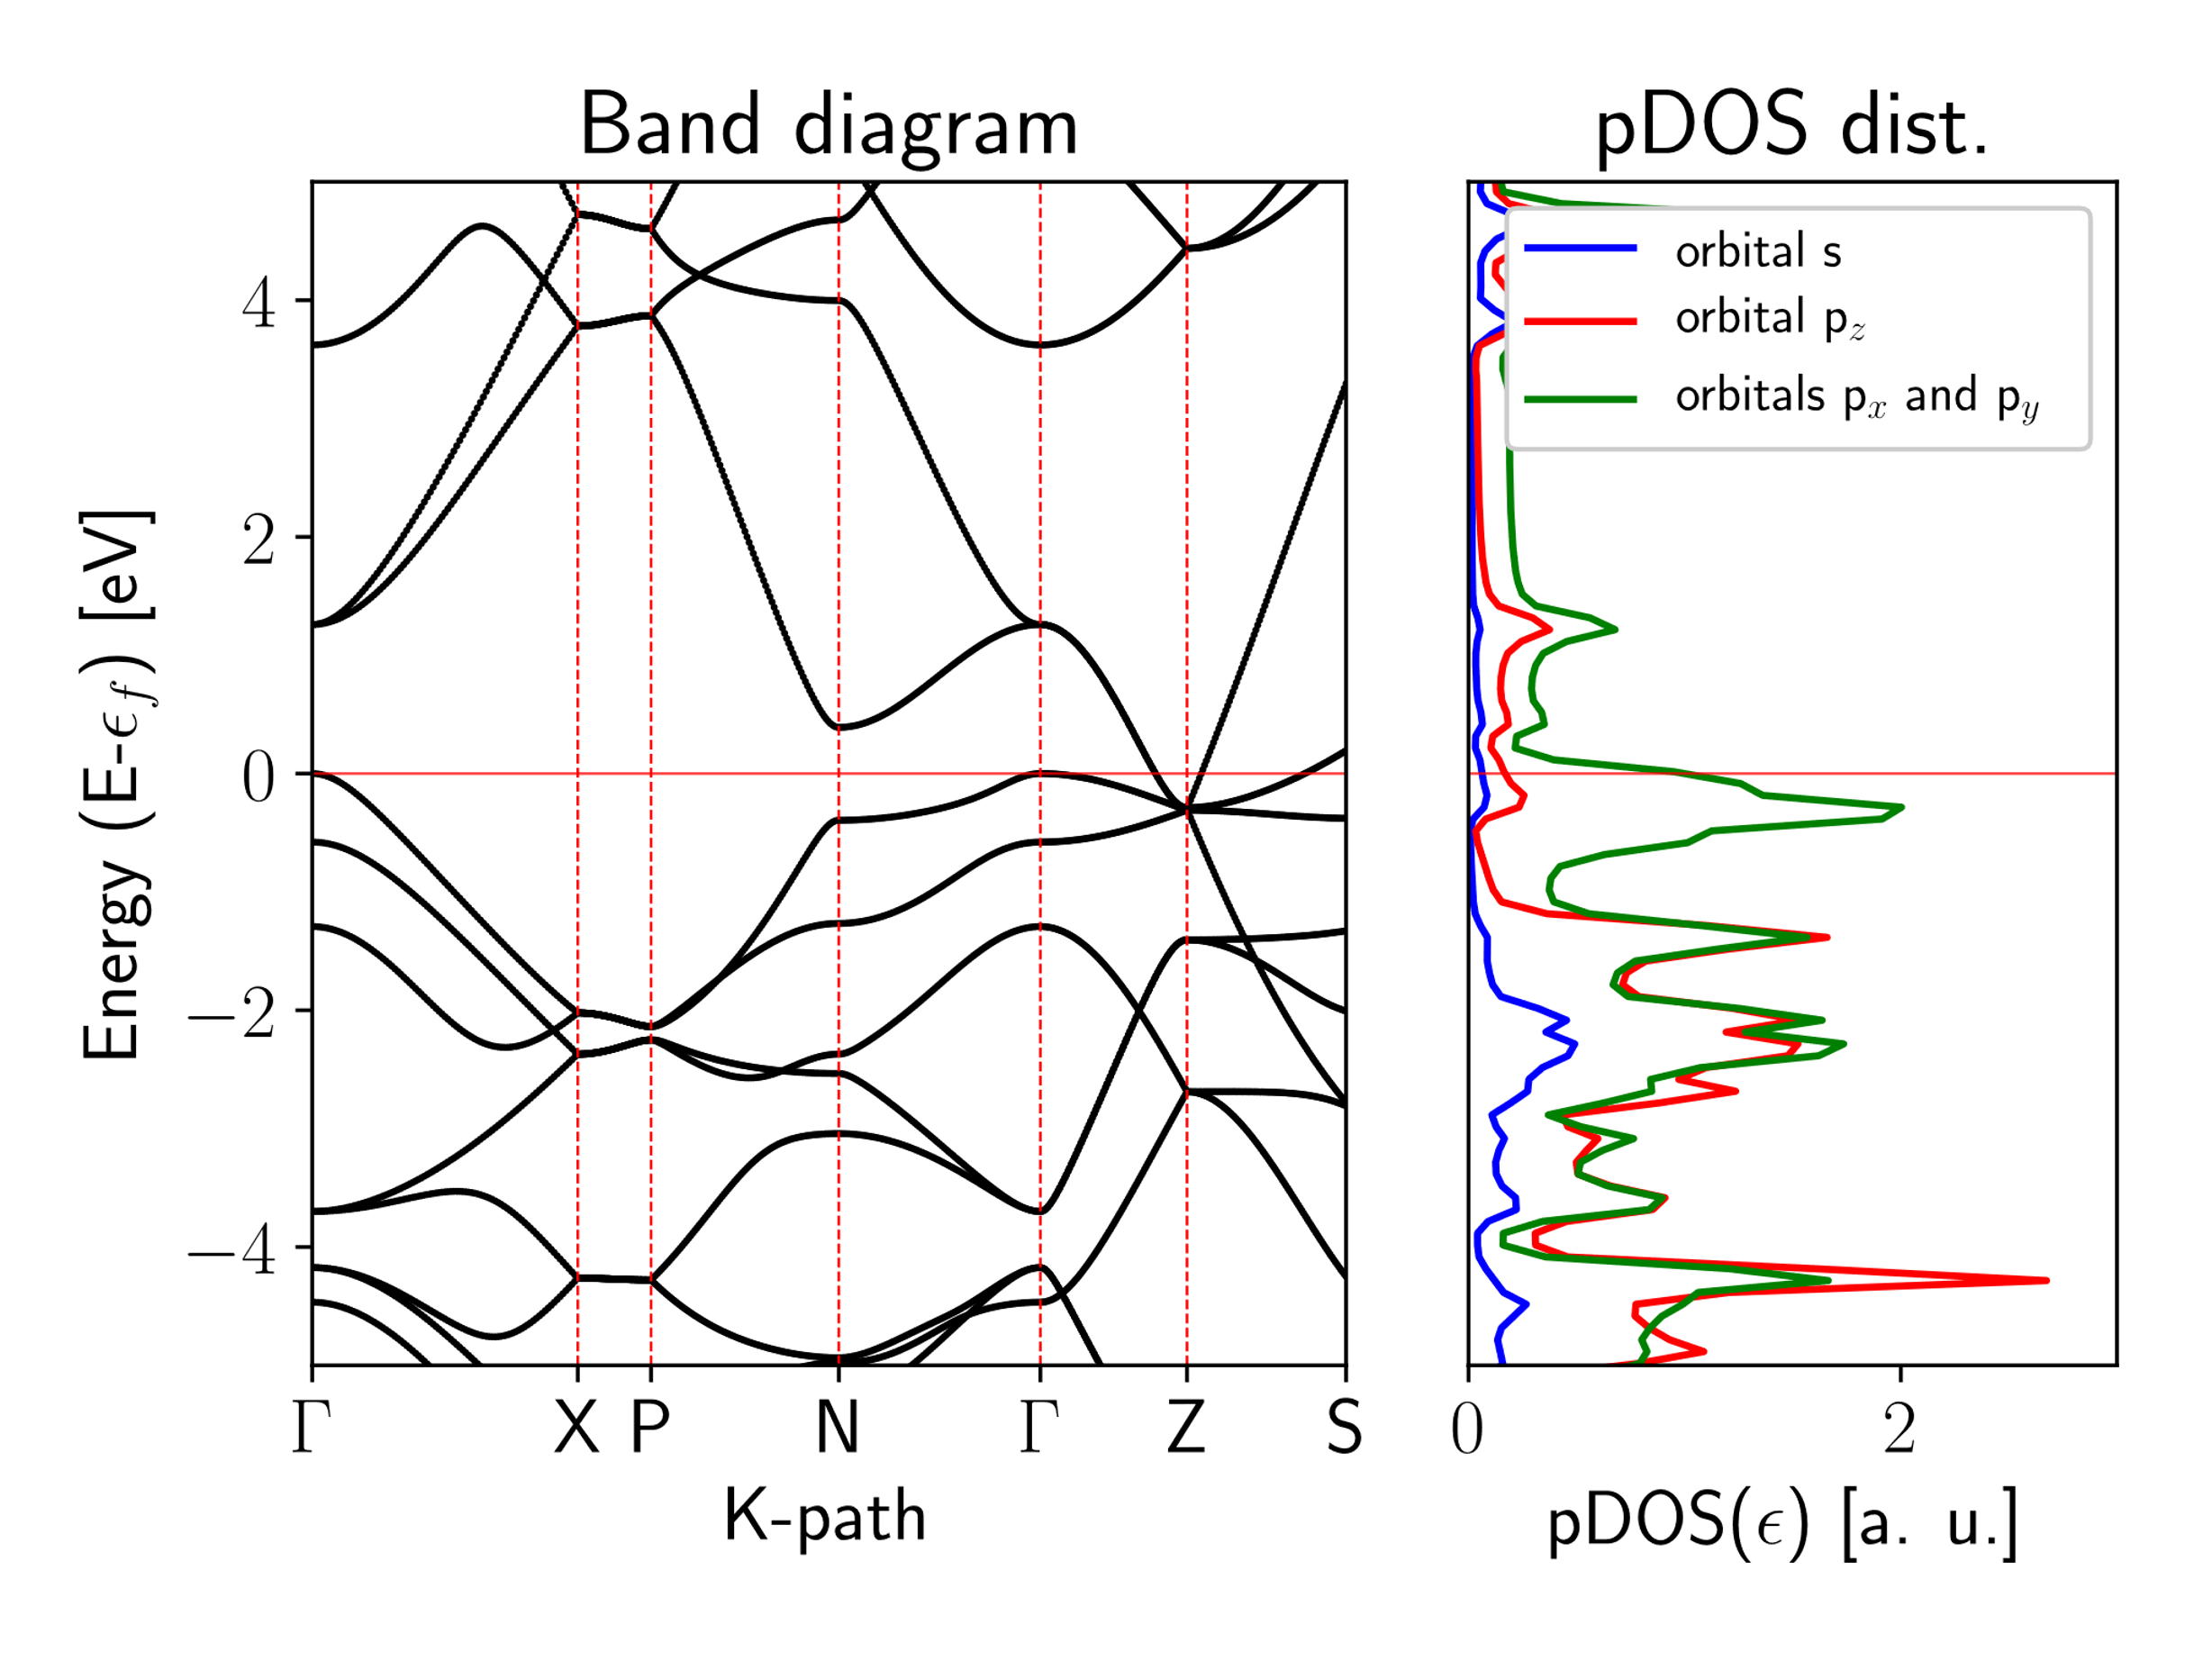 Band diagram
pDOS dist.
Energy (E-ϵ_f) [eV]
4
2
0
−2
−4
Γ X P N Γ Z S
K-path
orbital s
orbital p_z
orbitals p_x and p_y
0 2
pDOS(ϵ) [a. u.]